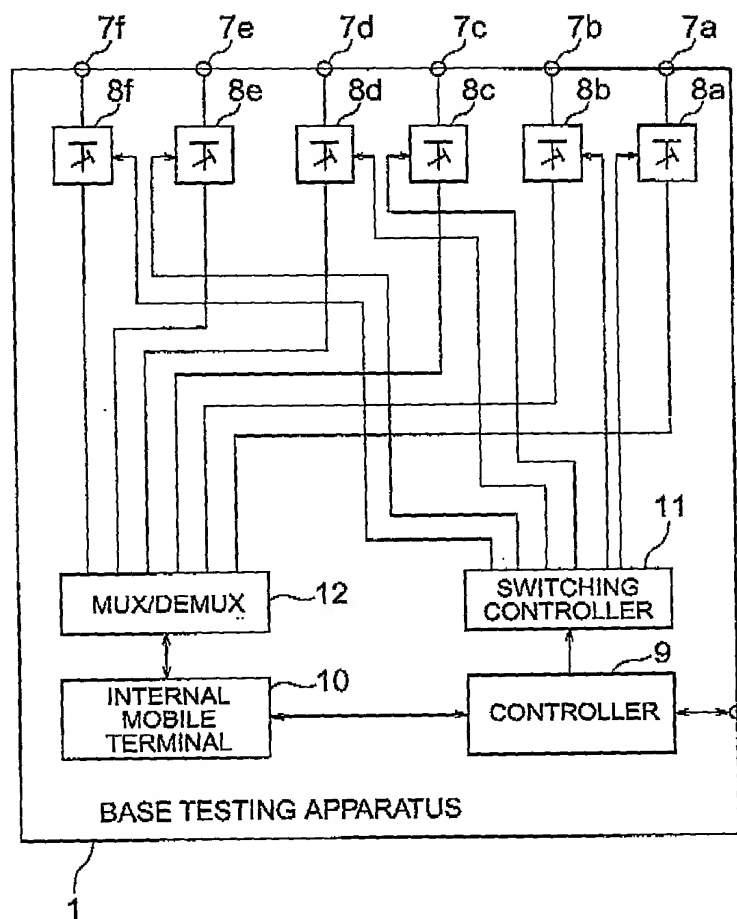 7f 7e 7d 7c 7b 7a
8f 8e 8d 8c 8b 8a
11
MUX/DEMUX
12
SWITCHING
CONTROLLER
9
10
INTERNAL
MOBILE
TERMINAL
CONTROLLER
BASE TESTING APPARATUS
1